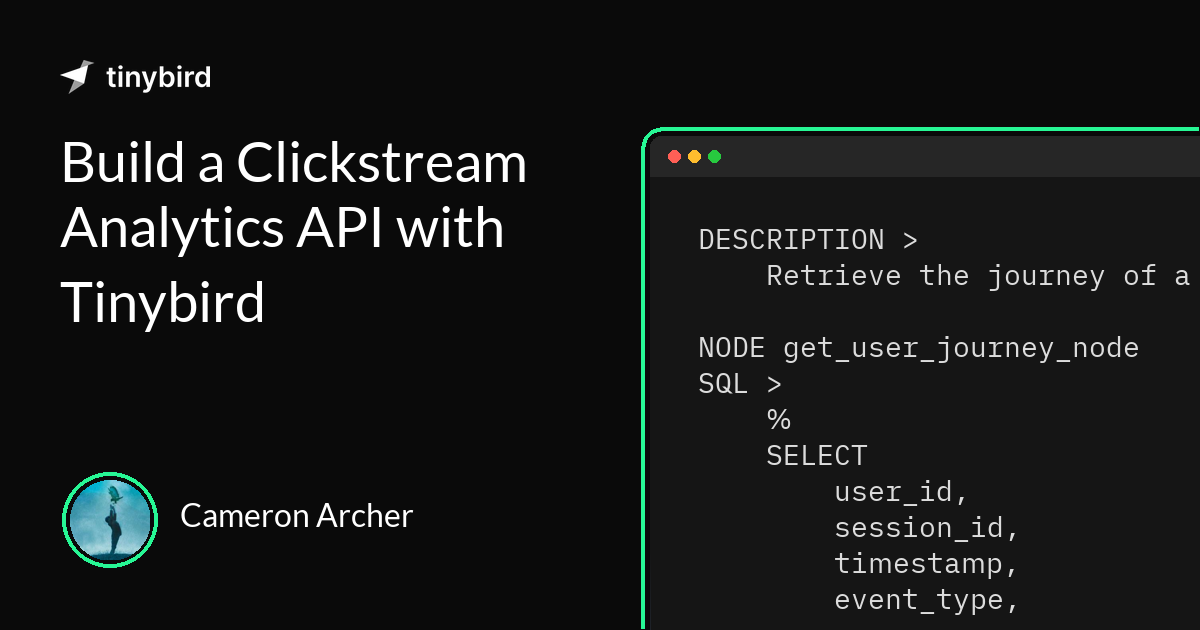 tinybird
Build a Clickstream
Analytics API with
Tinybird
Cameron Archer
DESCRIPTION >
Retrieve the journey of a
NODE get_user_journey_node
SQL >
%
SELECT
user_id,
session_id,
timestamp,
event_type,